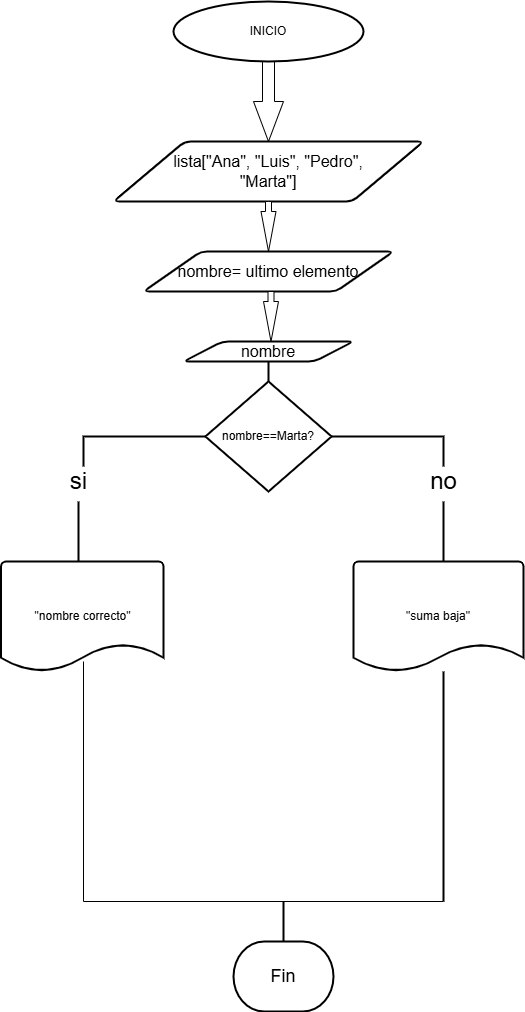 INICIO
lista["Ana", "Luis", "Pedro",
"Marta"]
nombre= ultimo elemento
nombre
nombre==Marta?
si
no
"nombre correcto"
"suma baja"
Fin